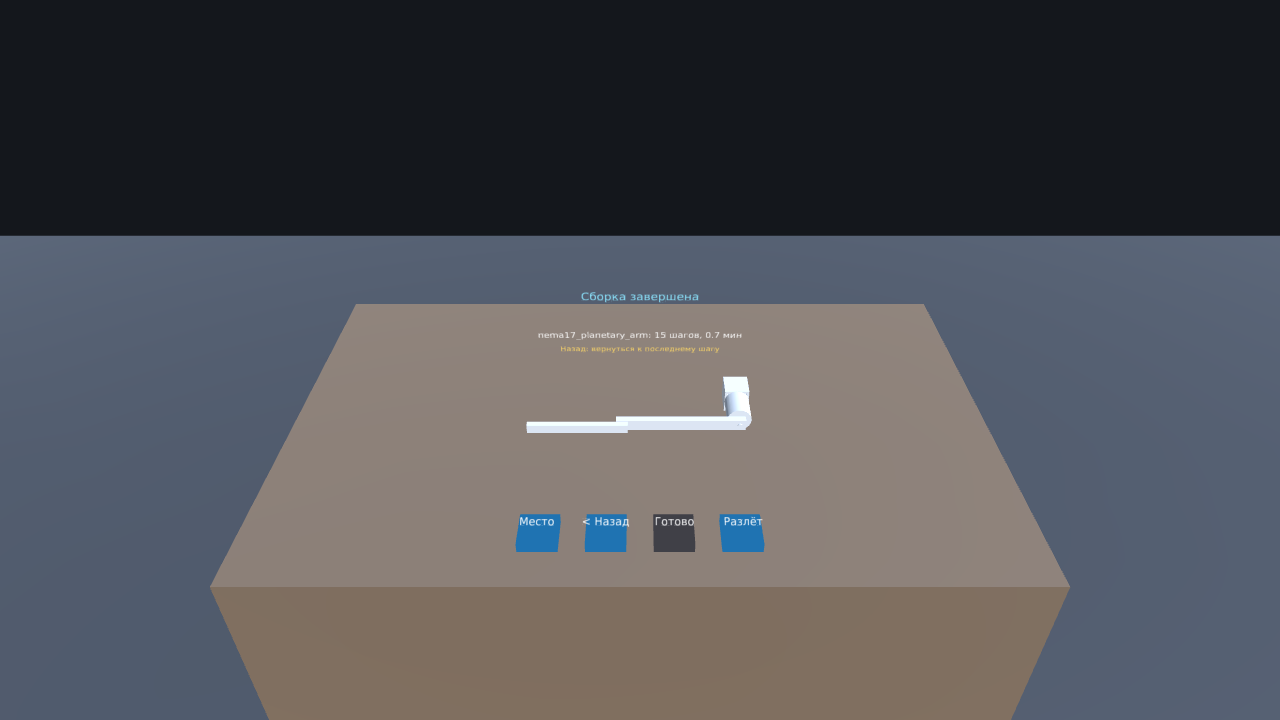 Сборка завершена
nema17_planetary_arm: 15 шагов, 0.7 мин
Назад: вернуться к последнему шагу
Место < Назад Готово Разлёт